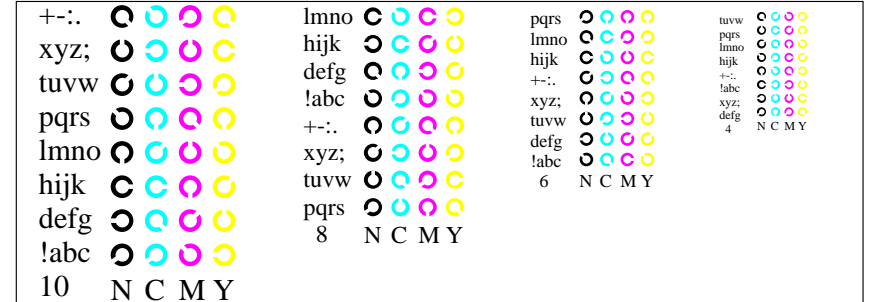 +-:.
xyz;
tuvw
pqrs
lmno
hijk
defg
!abc
10 N C M Y
lmno
hijk
defg
!abc
+-:.
xyz;
tuvw
pqrs
8 N C M Y
pqrs
lmno
hijk
+-:.
xyz;
tuvw
defg
!abc
6 N C M Y
tuvw
pqrs
lmno
hijk
+-:.
!abc
xyz;
defg
4 N C M Y